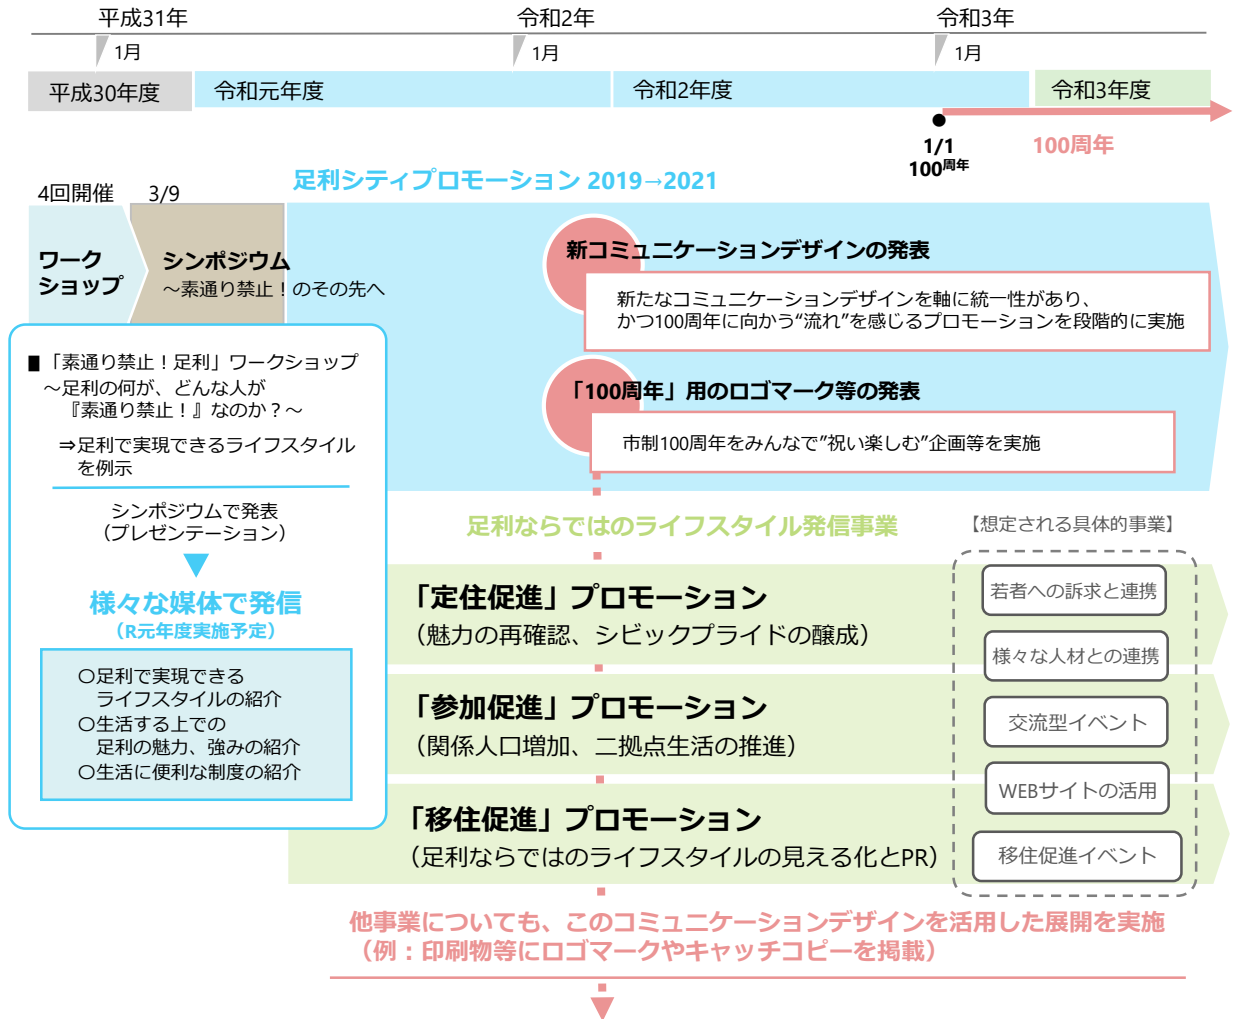 平成31年
令和2年
令和3年
1月
1月
1月
平成30年度
令和元年度
令和2年度
令和3年度
1/1
100周年
100周年
足利シティプロモーション 2019→2021
4回開催
3/9
ワーク
ショップ
シンポジウム
～素通り禁止！のその先へ
新コミュニケーションデザインの発表
新たなコミュニケーションデザインを軸に統一性があり、
かつ100周年に向かう“流れ”を感じるプロモーションを段階的に実施
「100周年」用のロゴマーク等の発表
市制100周年をみんなで”祝い楽しむ”企画等を実施
■「素通り禁止！足利」ワークショップ
～足利の何が、どんな人が
『素通り禁止！』なのか？～
⇒足利で実現できるライフスタイル
を例示
シンポジウムで発表
（プレゼンテーション）
様々な媒体で発信
（R元年度実施予定）
〇足利で実現できる
ライフスタイルの紹介
〇生活する上での
足利の魅力、強みの紹介
〇生活に便利な制度の紹介
足利ならではのライフスタイル発信事業
【想定される具体的事業】
「定住促進」プロモーション
（魅力の再確認、シビックプライドの醸成）
「参加促進」プロモーション
（関係人口増加、二拠点生活の推進）
「移住促進」プロモーション
（足利ならではのライフスタイルの見える化とPR）
若者への訴求と連携
様々な人材との連携
交流型イベント
WEBサイトの活用
移住促進イベント
他事業についても、このコミュニケーションデザインを活用した展開を実施
（例：印刷物等にロゴマークやキャッチコピーを掲載）